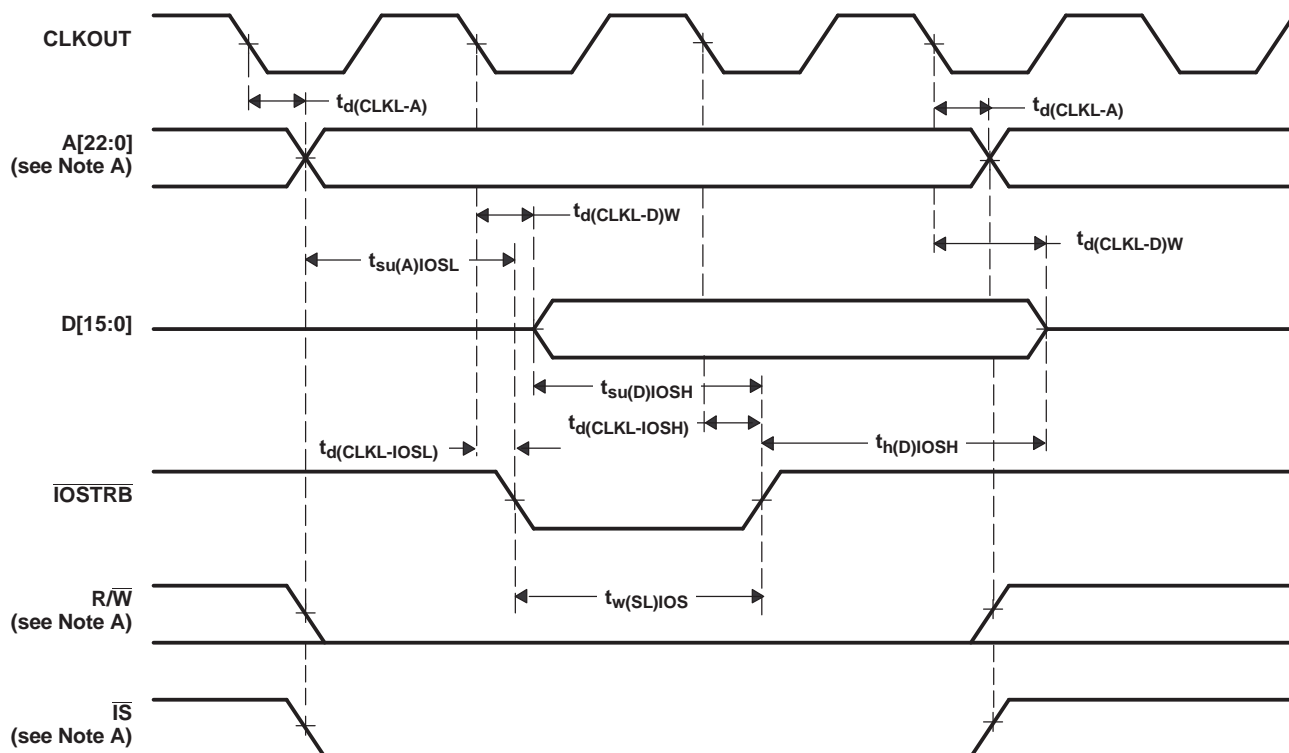 CLKOUT
td(CLKL-A)
td(CLKL-A)
A[22:0]
(see Note A)
td(CLKL-D)W
td(CLKL-D)W
tsu(A)IOSL
D[15:0]
tsu(D)IOSH
td(CLKL-IOSH)
td(CLKL-IOSL)
th(D)IOSH
IOSTRB
tw(SL)IOS
R/W
(see Note A)
IS
(see Note A)